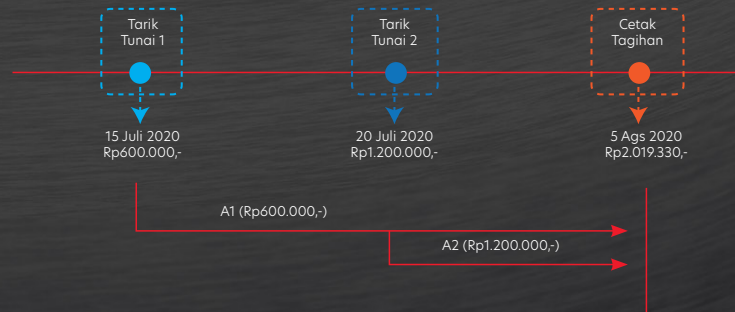 Tarik
Tunai 1
Tarik
Tunai 2
Cetak
Tagihan
15 Juli 2020
Rp600.000,-
20 Juli 2020
Rp1.200.000,-
5 Ags 2020
Rp2.019.330,-
A1 (Rp600.000,-)
A2 (Rp1.200.000,-)